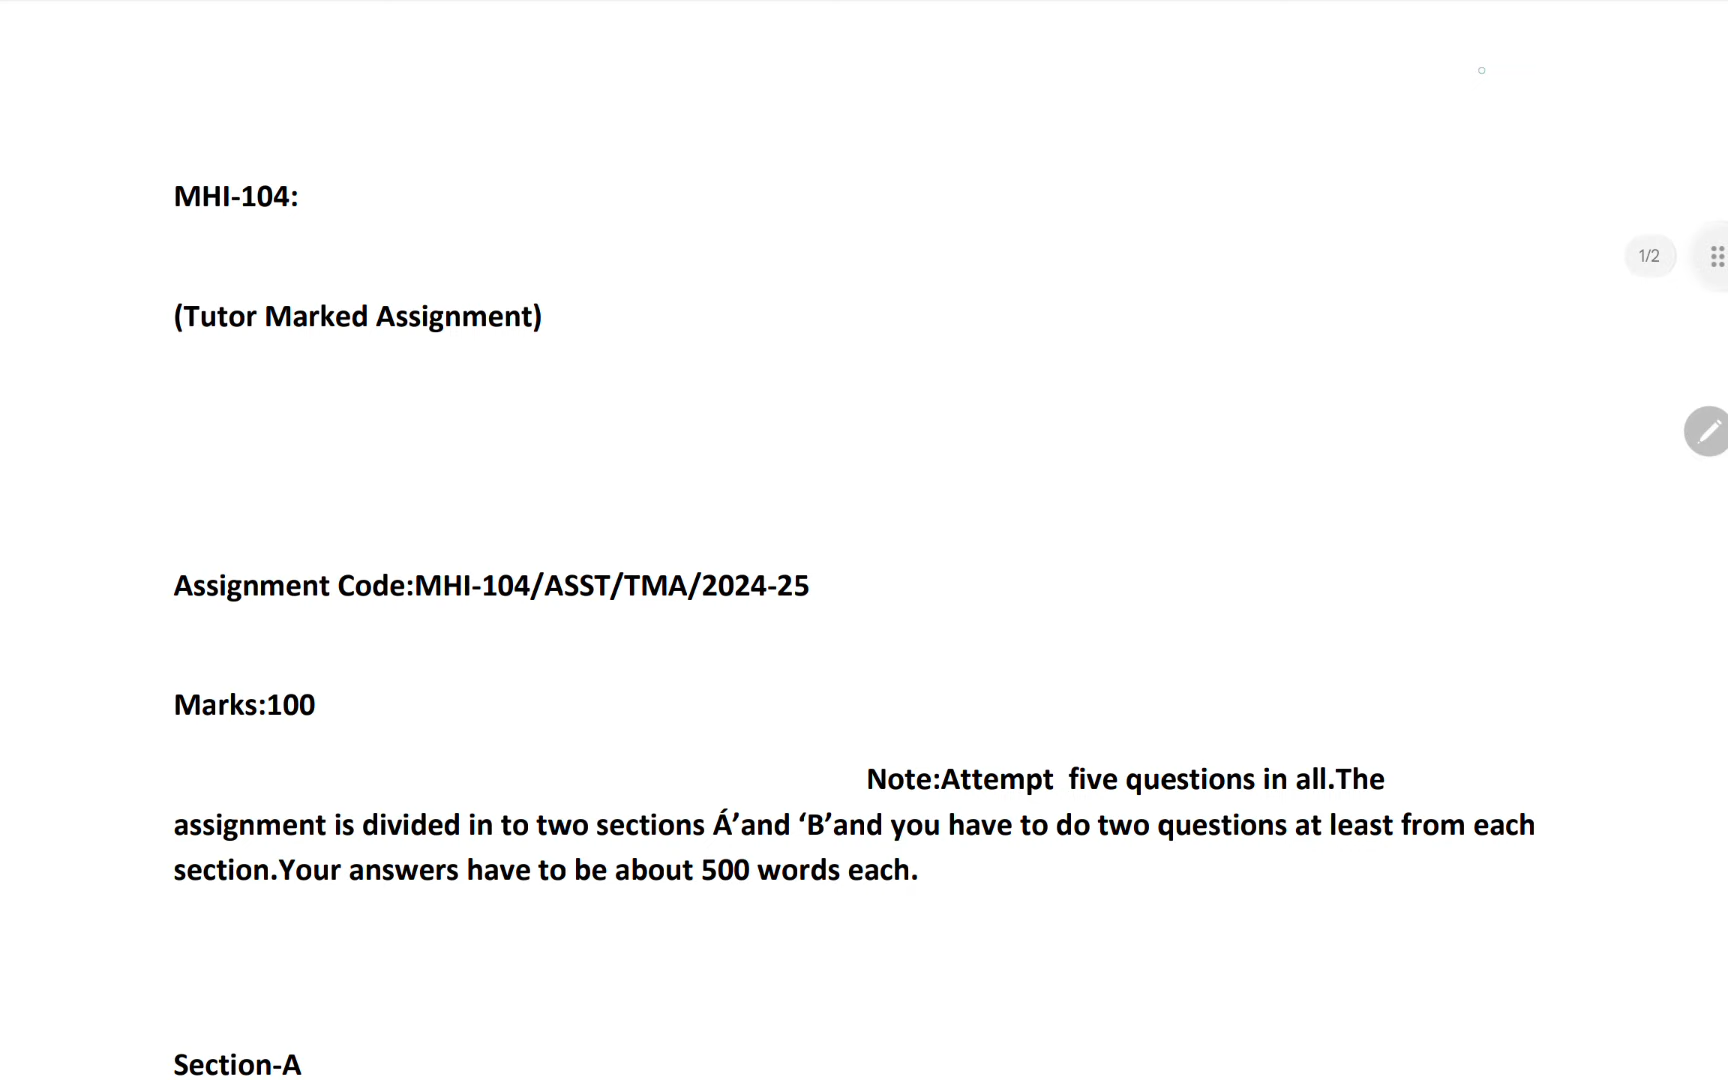 MHI-104:
1/2
(Tutor Marked Assignment)
Assignment Code:MHI-104/ASST/TMA/2024-25
Marks:100
Note:Attempt  five questions in all.The
assignment is divided in to two sections Á’and ‘B’and you have to do two questions at least from each
section.Your answers have to be about 500 words each.
Section-A